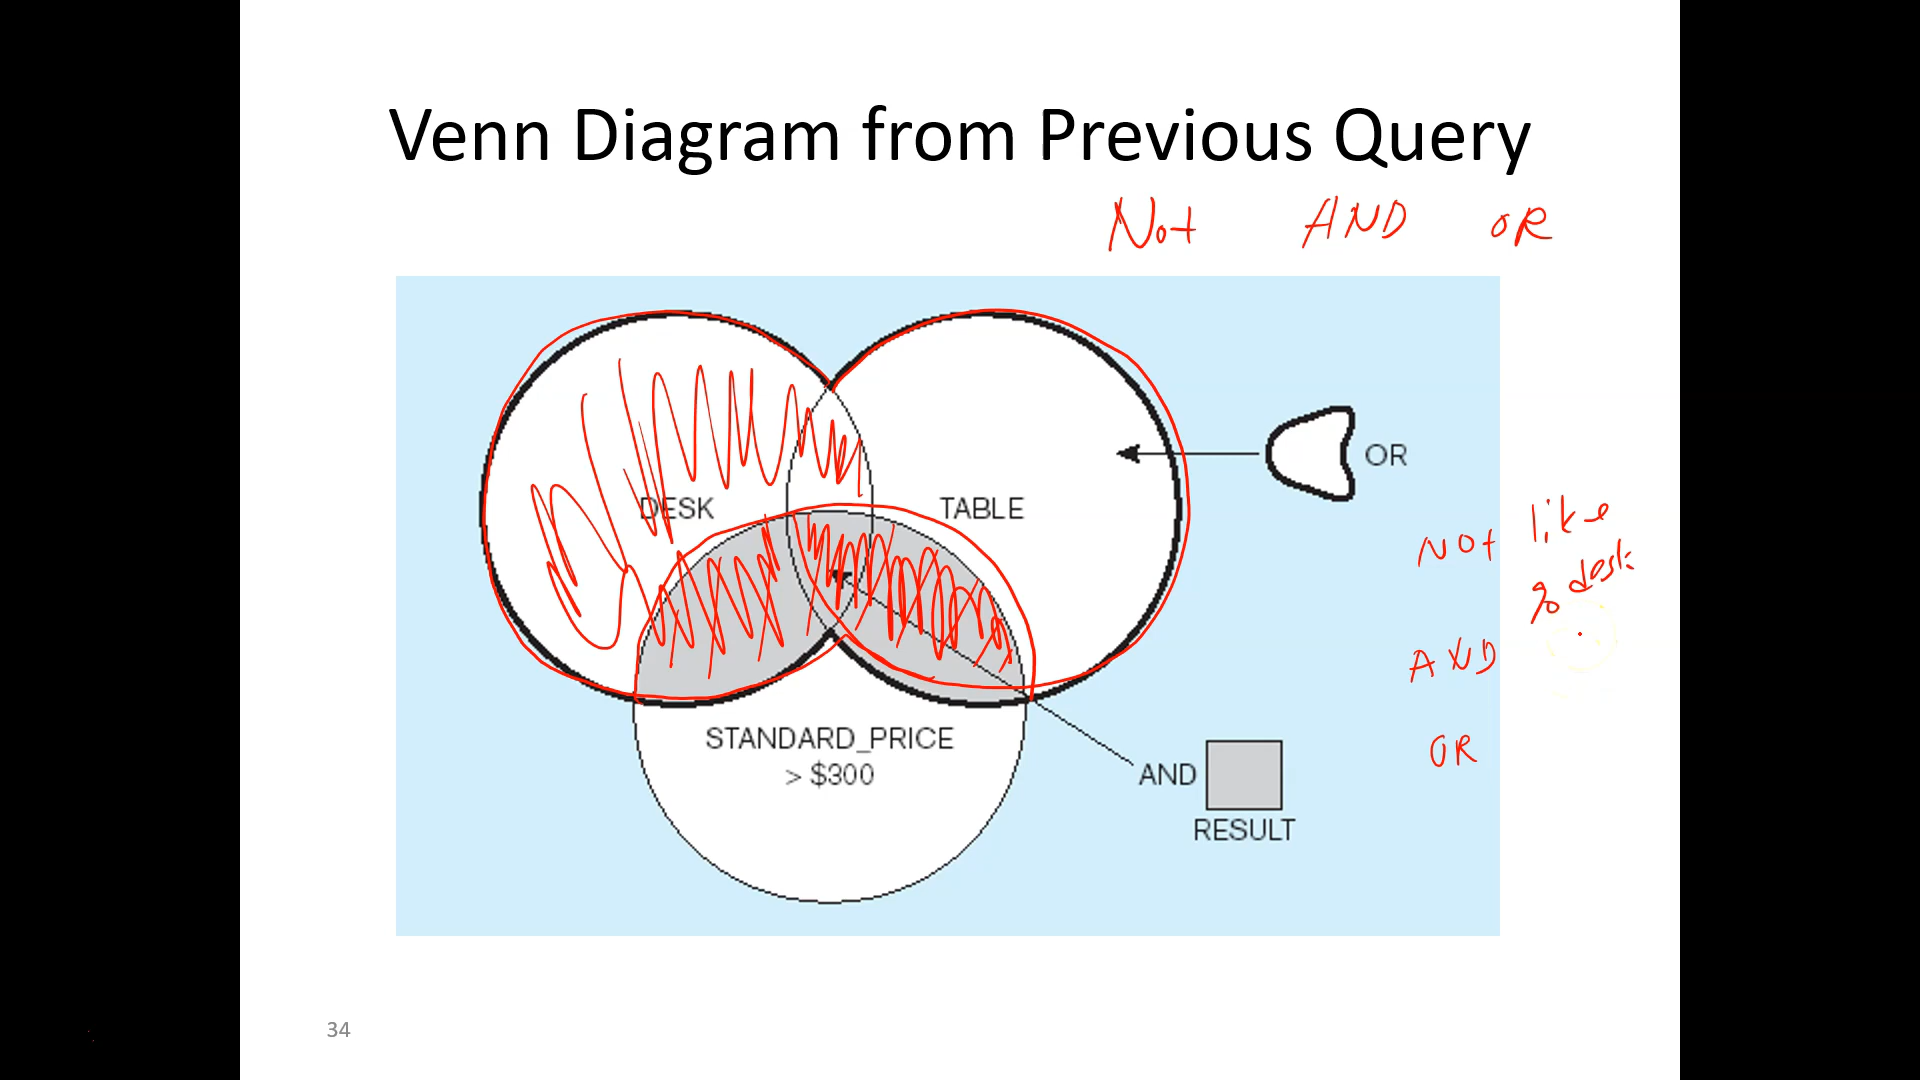 Venn Diagram from Previous Query
Not AND OR
DESK
TABLE
OR
NOt like
% desk
AND
STANDARD_PRICE
> $300
OR
AND
RESULT
34